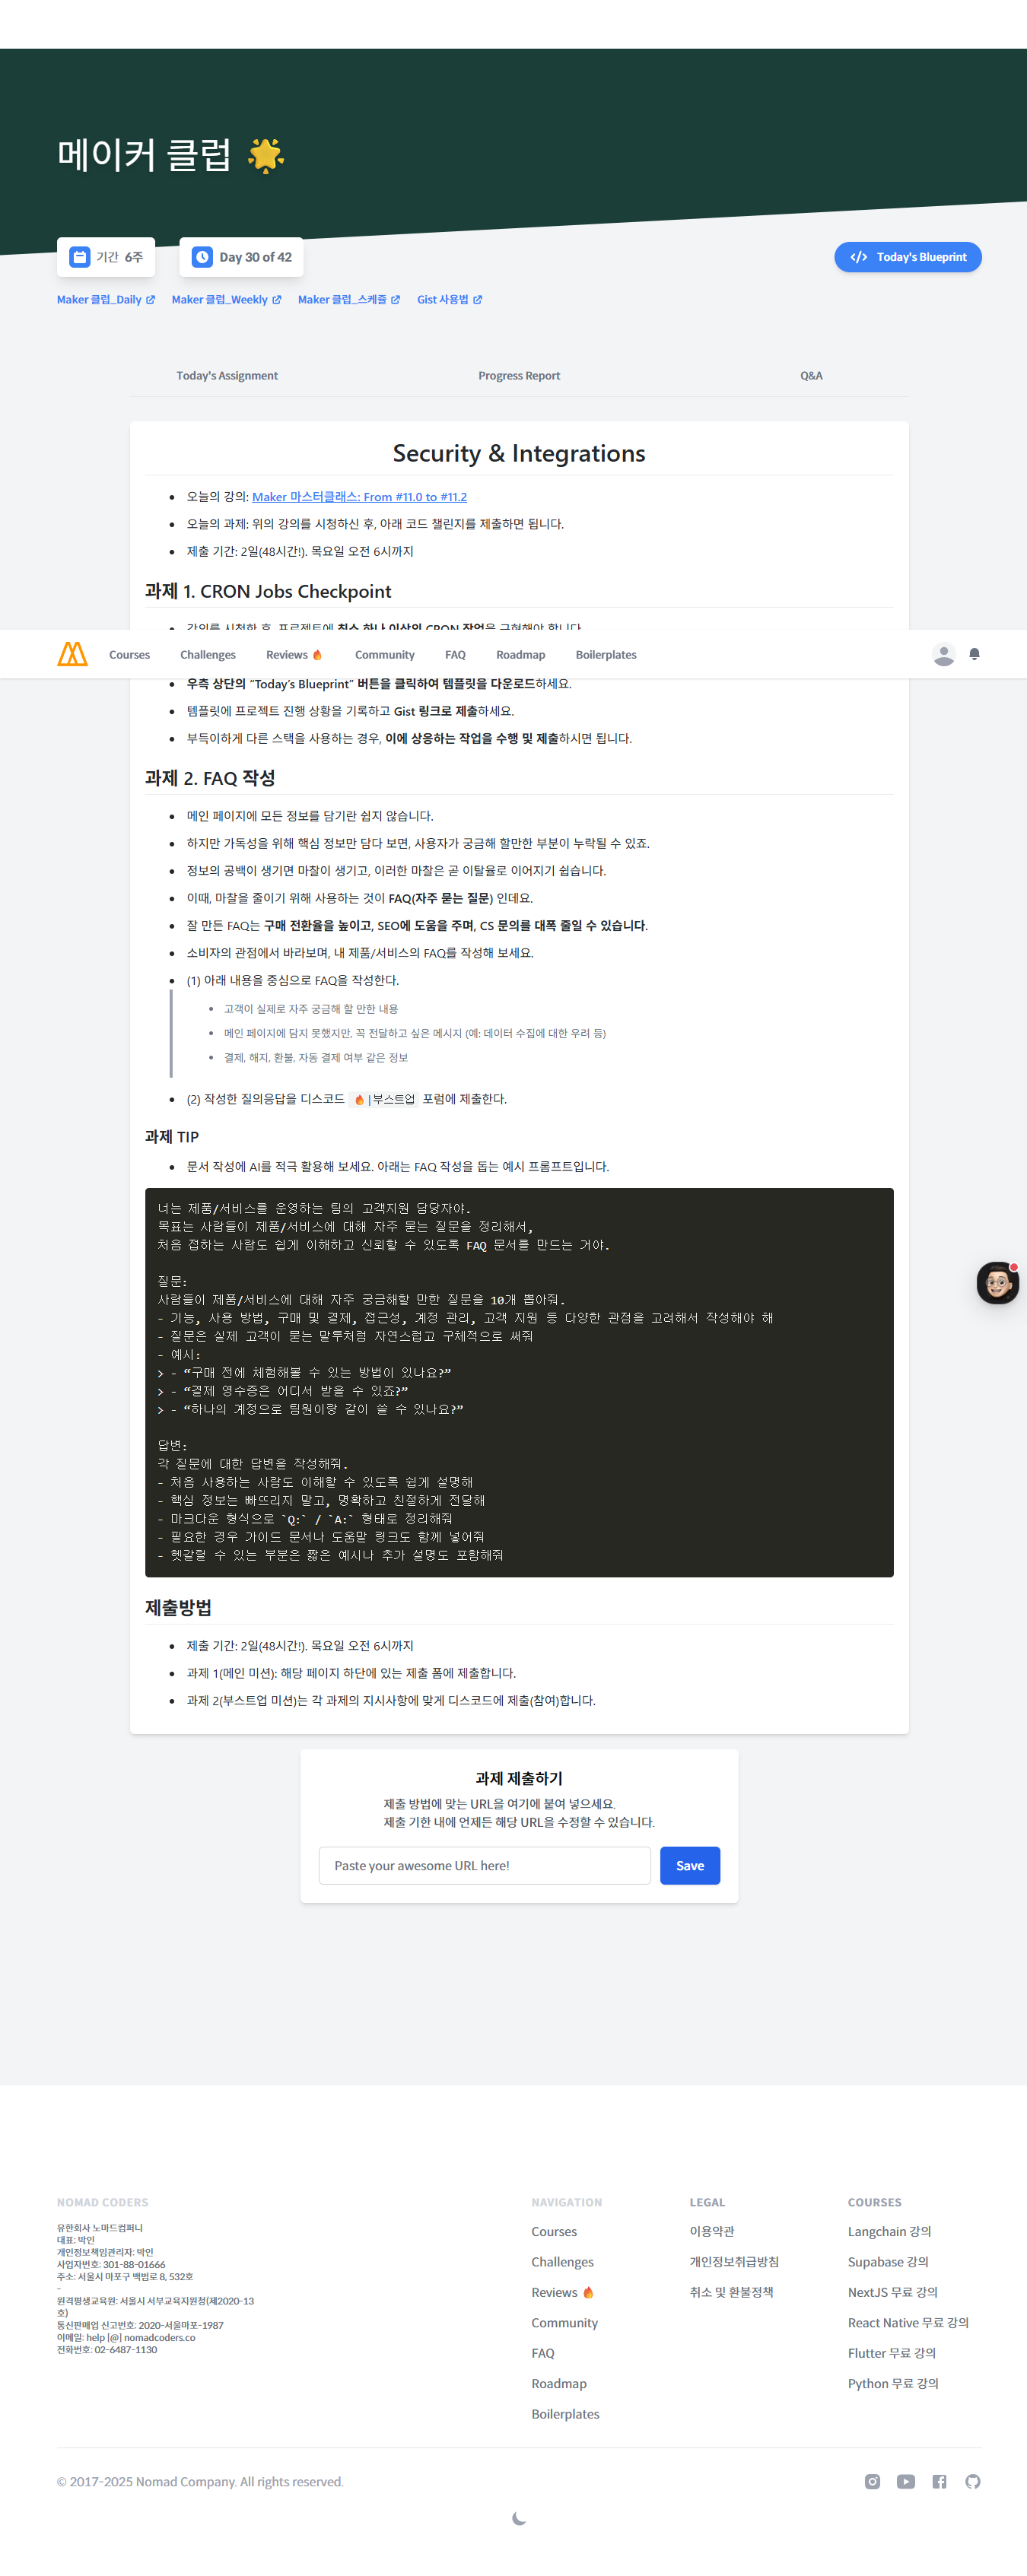 메이커 클럽
기간 6주
Day 30 of 42
Today's Blueprint
Maker 클럽_Daily
Maker 클럽_Weekly
Maker 클럽_스케줄
Gist 사용법
Today's Assignment
Progress Report
Q&A
Security & Integrations
오늘의 강의: Maker 마스터클래스: From #11.0 to #11.2
오늘의 과제: 위의 강의를 시청하신 후, 아래 코드 챌린지를 제출하면 됩니다.
제출 기간: 2일(48시간!). 목요일 오전 6시까지
과제 1. CRON Jobs Checkpoint
강의를 시청한 후, 프로젝트에 최소 하나 이상의 CRON 작업을 구현해야 합니다.
Courses
Challenges
Reviews 🔥
Community
FAQ
Roadmap
Boilerplates
우측 상단의 “Today’s Blueprint” 버튼을 클릭하여 템플릿을 다운로드하세요.
템플릿에 프로젝트 진행 상황을 기록하고 Gist 링크로 제출하세요.
부득이하게 다른 스택을 사용하는 경우, 이에 상응하는 작업을 수행 및 제출하시면 됩니다.
과제 2. FAQ 작성
메인 페이지에 모든 정보를 담기란 쉽지 않습니다.
하지만 가독성을 위해 핵심 정보만 담다 보면, 사용자가 궁금해 할만한 부분이 누락될 수 있죠.
정보의 공백이 생기면 마찰이 생기고, 이러한 마찰은 곧 이탈율로 이어지기 쉽습니다.
이때, 마찰을 줄이기 위해 사용하는 것이 FAQ(자주 묻는 질문) 인데요.
잘 만든 FAQ는 구매 전환율을 높이고, SEO에 도움을 주며, CS 문의를 대폭 줄일 수 있습니다.
소비자의 관점에서 바라보며, 내 제품/서비스의 FAQ를 작성해 보세요.
(1) 아래 내용을 중심으로 FAQ을 작성한다.
고객이 실제로 자주 궁금해 할 만한 내용
메인 페이지에 담지 못했지만, 꼭 전달하고 싶은 메시지 (예: 데이터 수집에 대한 우려 등)
결제, 해지, 환불, 자동 결제 여부 같은 정보
(2) 작성한 질의응답을 디스코드 🔥|부스트업 포럼에 제출한다.
과제 TIP
문서 작성에 AI를 적극 활용해 보세요. 아래는 FAQ 작성을 돕는 예시 프롬프트입니다.
너는 제품/서비스를 운영하는 팀의 고객지원 담당자야.
목표는 사람들이 제품/서비스에 대해 자주 묻는 질문을 정리해서,
처음 접하는 사람도 쉽게 이해하고 신뢰할 수 있도록 FAQ 문서를 만드는 거야.
질문:
사람들이 제품/서비스에 대해 자주 궁금해할 만한 질문을 10개 뽑아줘.
- 기능, 사용 방법, 구매 및 결제, 접근성, 계정 관리, 고객 지원 등 다양한 관점을 고려해서 작성해야 해
- 질문은 실제 고객이 묻는 말투처럼 자연스럽고 구체적으로 써줘
- 예시:
> - “구매 전에 체험해볼 수 있는 방법이 있나요?”
> - “결제 영수증은 어디서 받을 수 있죠?”
> - “하나의 계정으로 팀원이랑 같이 쓸 수 있나요?”
답변:
각 질문에 대한 답변을 작성해줘.
- 처음 사용하는 사람도 이해할 수 있도록 쉽게 설명해
- 핵심 정보는 빠뜨리지 말고, 명확하고 친절하게 전달해
- 마크다운 형식으로 `Q:` / `A:` 형태로 정리해줘
- 필요한 경우 가이드 문서나 도움말 링크도 함께 넣어줘
- 헷갈릴 수 있는 부분은 짧은 예시나 추가 설명도 포함해줘
제출방법
제출 기간: 2일(48시간!). 목요일 오전 6시까지
과제 1(메인 미션): 해당 페이지 하단에 있는 제출 폼에 제출합니다.
과제 2(부스트업 미션)는 각 과제의 지시사항에 맞게 디스코드에 제출(참여)합니다.
과제 제출하기
제출 방법에 맞는 URL을 여기에 붙여 넣으세요.
제출 기한 내에 언제든 해당 URL을 수정할 수 있습니다.
Paste your awesome URL here!
Save
NOMAD CODERS
유한회사 노마드컴퍼니
대표: 박인
개인정보책임관리자: 박인
사업자번호: 301-88-01666
주소: 서울시 마포구 백범로 8, 532호
-
원격평생교육원: 서울시 서부교육지원청(제2020-13
호)
통신판매업 신고번호: 2020-서울마포-1987
이메일: help [@] nomadcoders.co
전화번호: 02-6487-1130
NAVIGATION
Courses
Challenges
Reviews 🔥
Community
FAQ
Roadmap
Boilerplates
LEGAL
이용약관
개인정보취급방침
취소 및 환불정책
COURSES
Langchain 강의
Supabase 강의
NextJS 무료 강의
React Native 무료 강의
Flutter 무료 강의
Python 무료 강의
© 2017-2025 Nomad Company. All rights reserved.